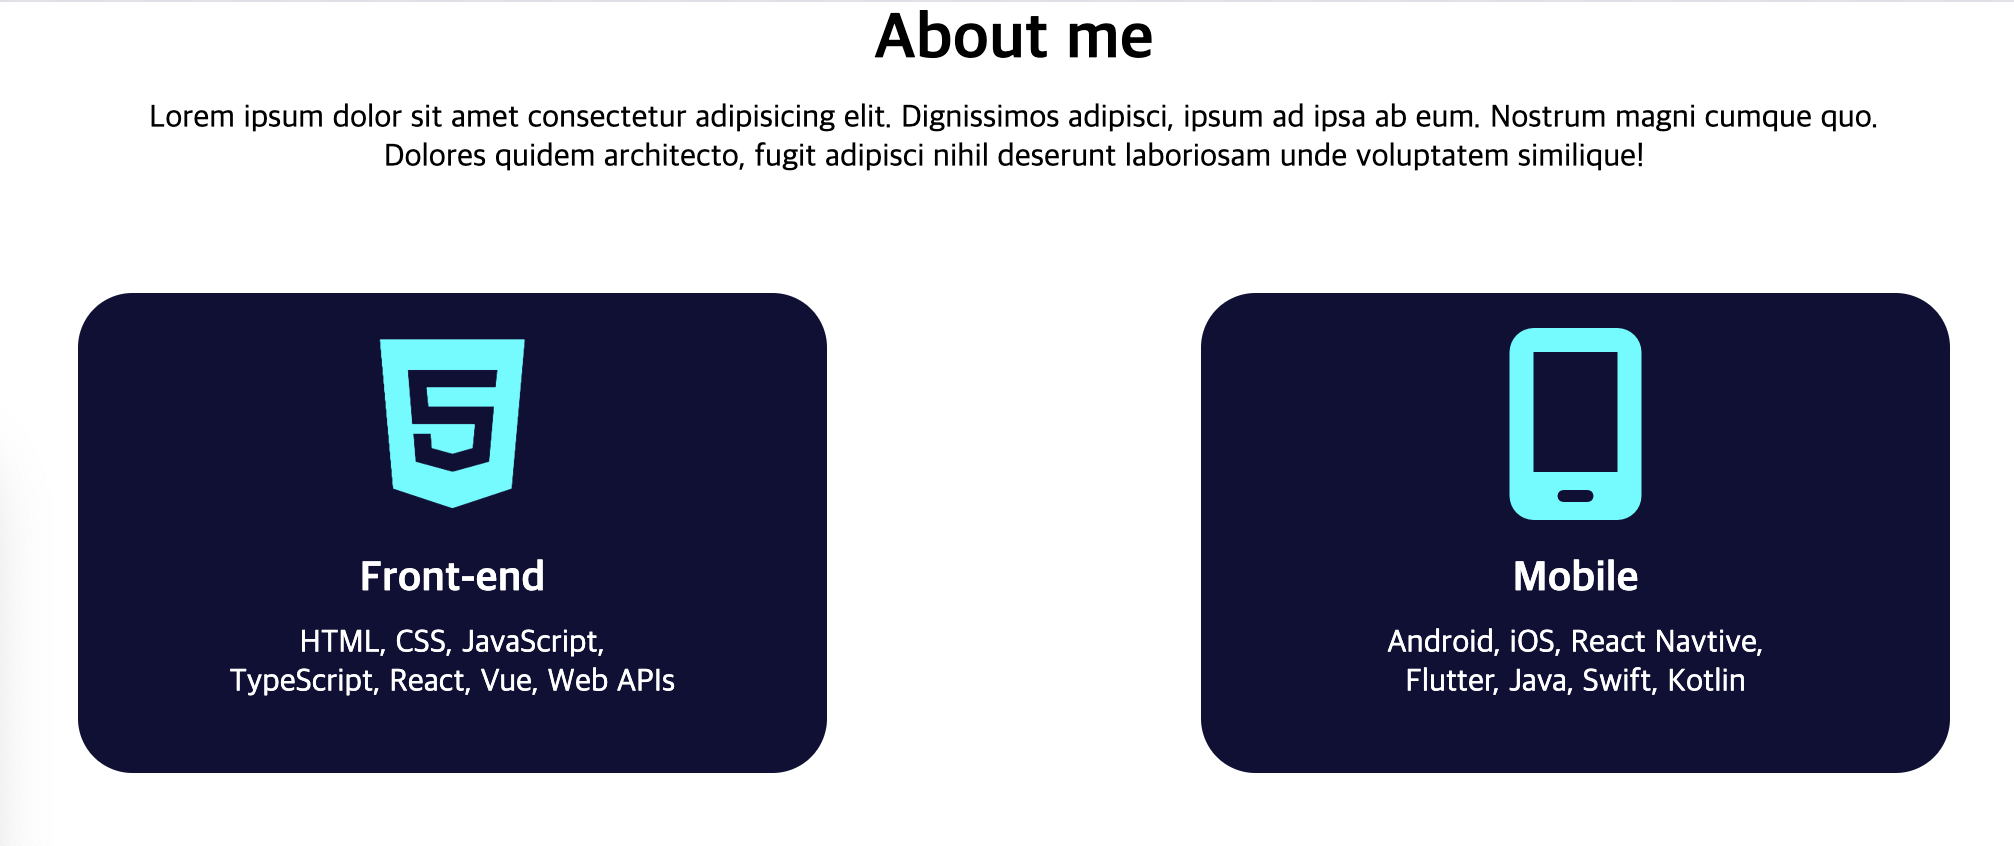 About me
Lorem ipsum dolor sit amet consectetur adipisicing elit. Dignissimos adipisci, ipsum ad ipsa ab eum. Nostrum magni cumque quo.
Dolores quidem architecto, fugit adipisci nihil deserunt laboriosam unde voluptatem similique!
Front-end
HTML, CSS, JavaScript,
TypeScript, React, Vue, Web APIs
Mobile
Android, iOS, React Navtive,
Flutter, Java, Swift, Kotlin